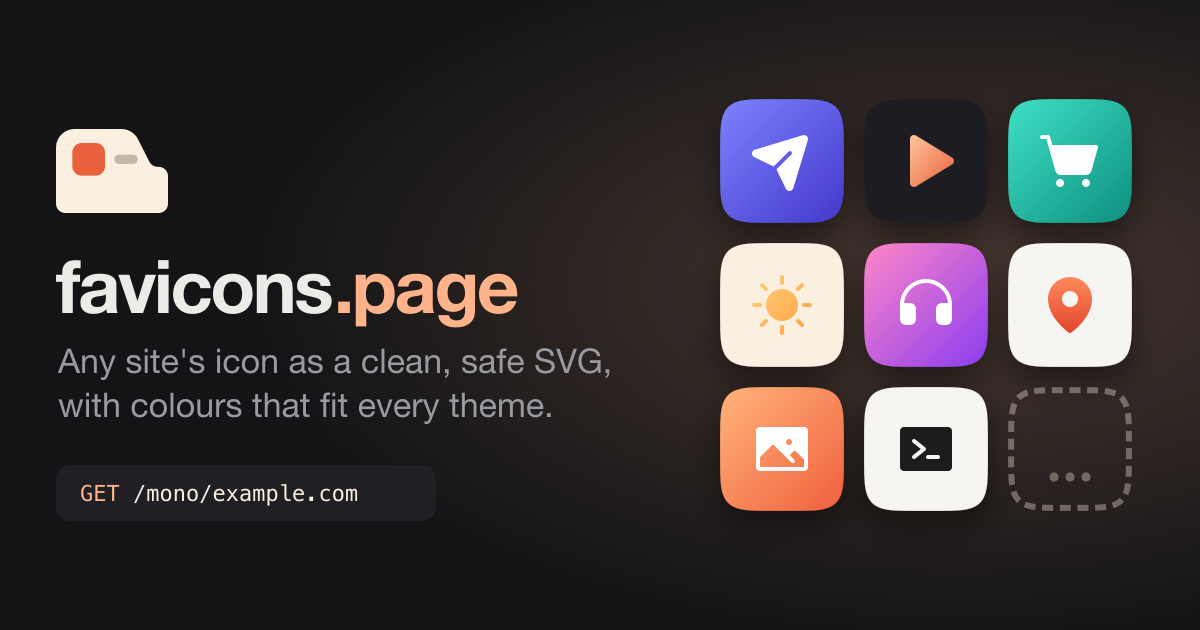 favicons.page
Any site's icon as a clean, safe SVG,
with colours that fit every theme.
GET /mono/example.com